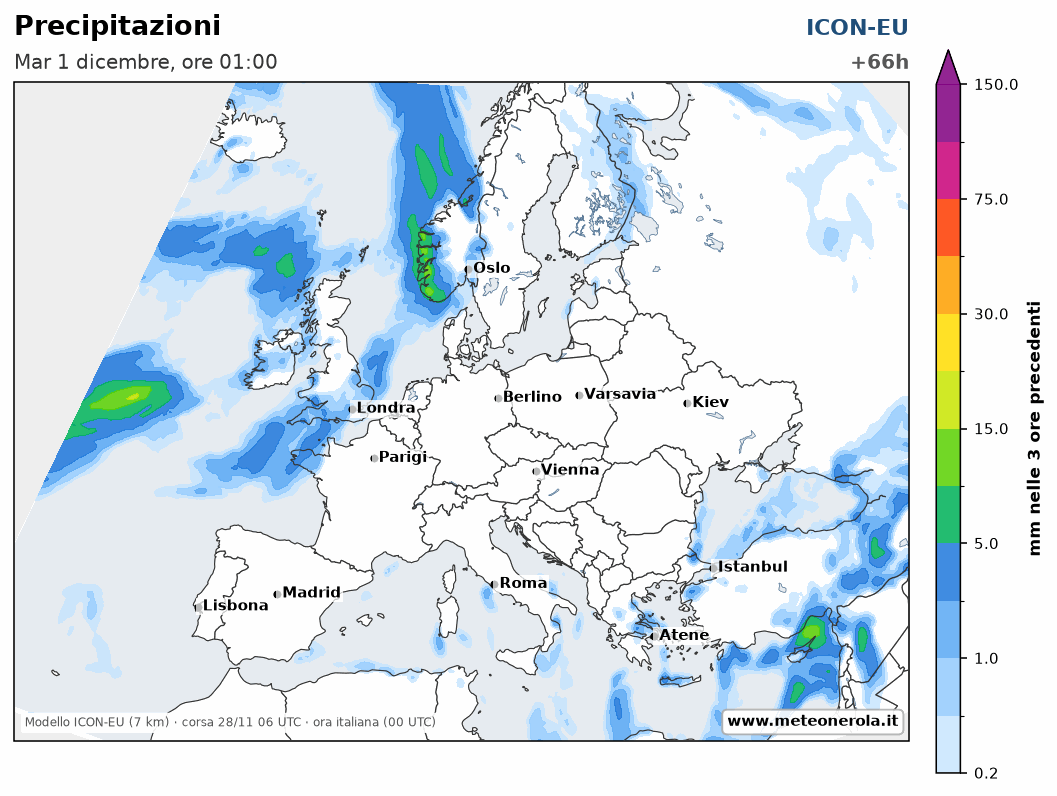 Precipitazioni
ICON-EU
Mar 1 dicembre, ore 01:00
+66h
150.0
75.0
30.0
15.0
5.0
1.0
0.2
mm nelle 3 ore precedenti
Oslo
Berlino
Varsavia
Kiev
Londra
Parigi
Vienna
Istanbul
Roma
Madrid
Lisbona
Atene
Modello ICON-EU (7 km) · corsa 28/11 06 UTC · ora italiana (00 UTC)
www.meteonerola.it